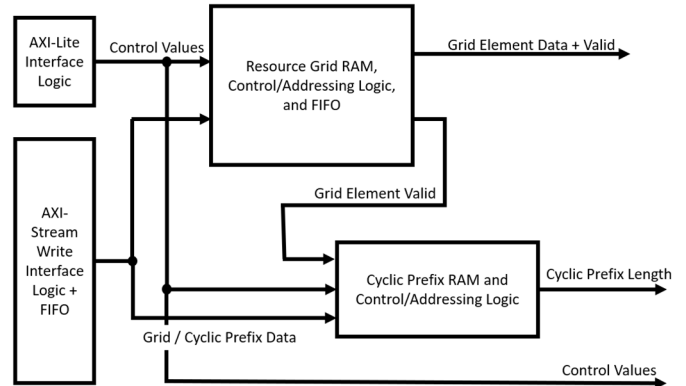 AXI-Lite
Interface
Logic
Control Values
Resource Grid RAM,
Control/Addressing Logic,
and FIFO
Grid Element Data + Valid
AXI-
Stream
Write
Interface
Logic +
FIFO
Grid Element Valid
Cyclic Prefix RAM and
Control/Addressing Logic
Cyclic Prefix Length
Grid / Cyclic Prefix Data
Control Values